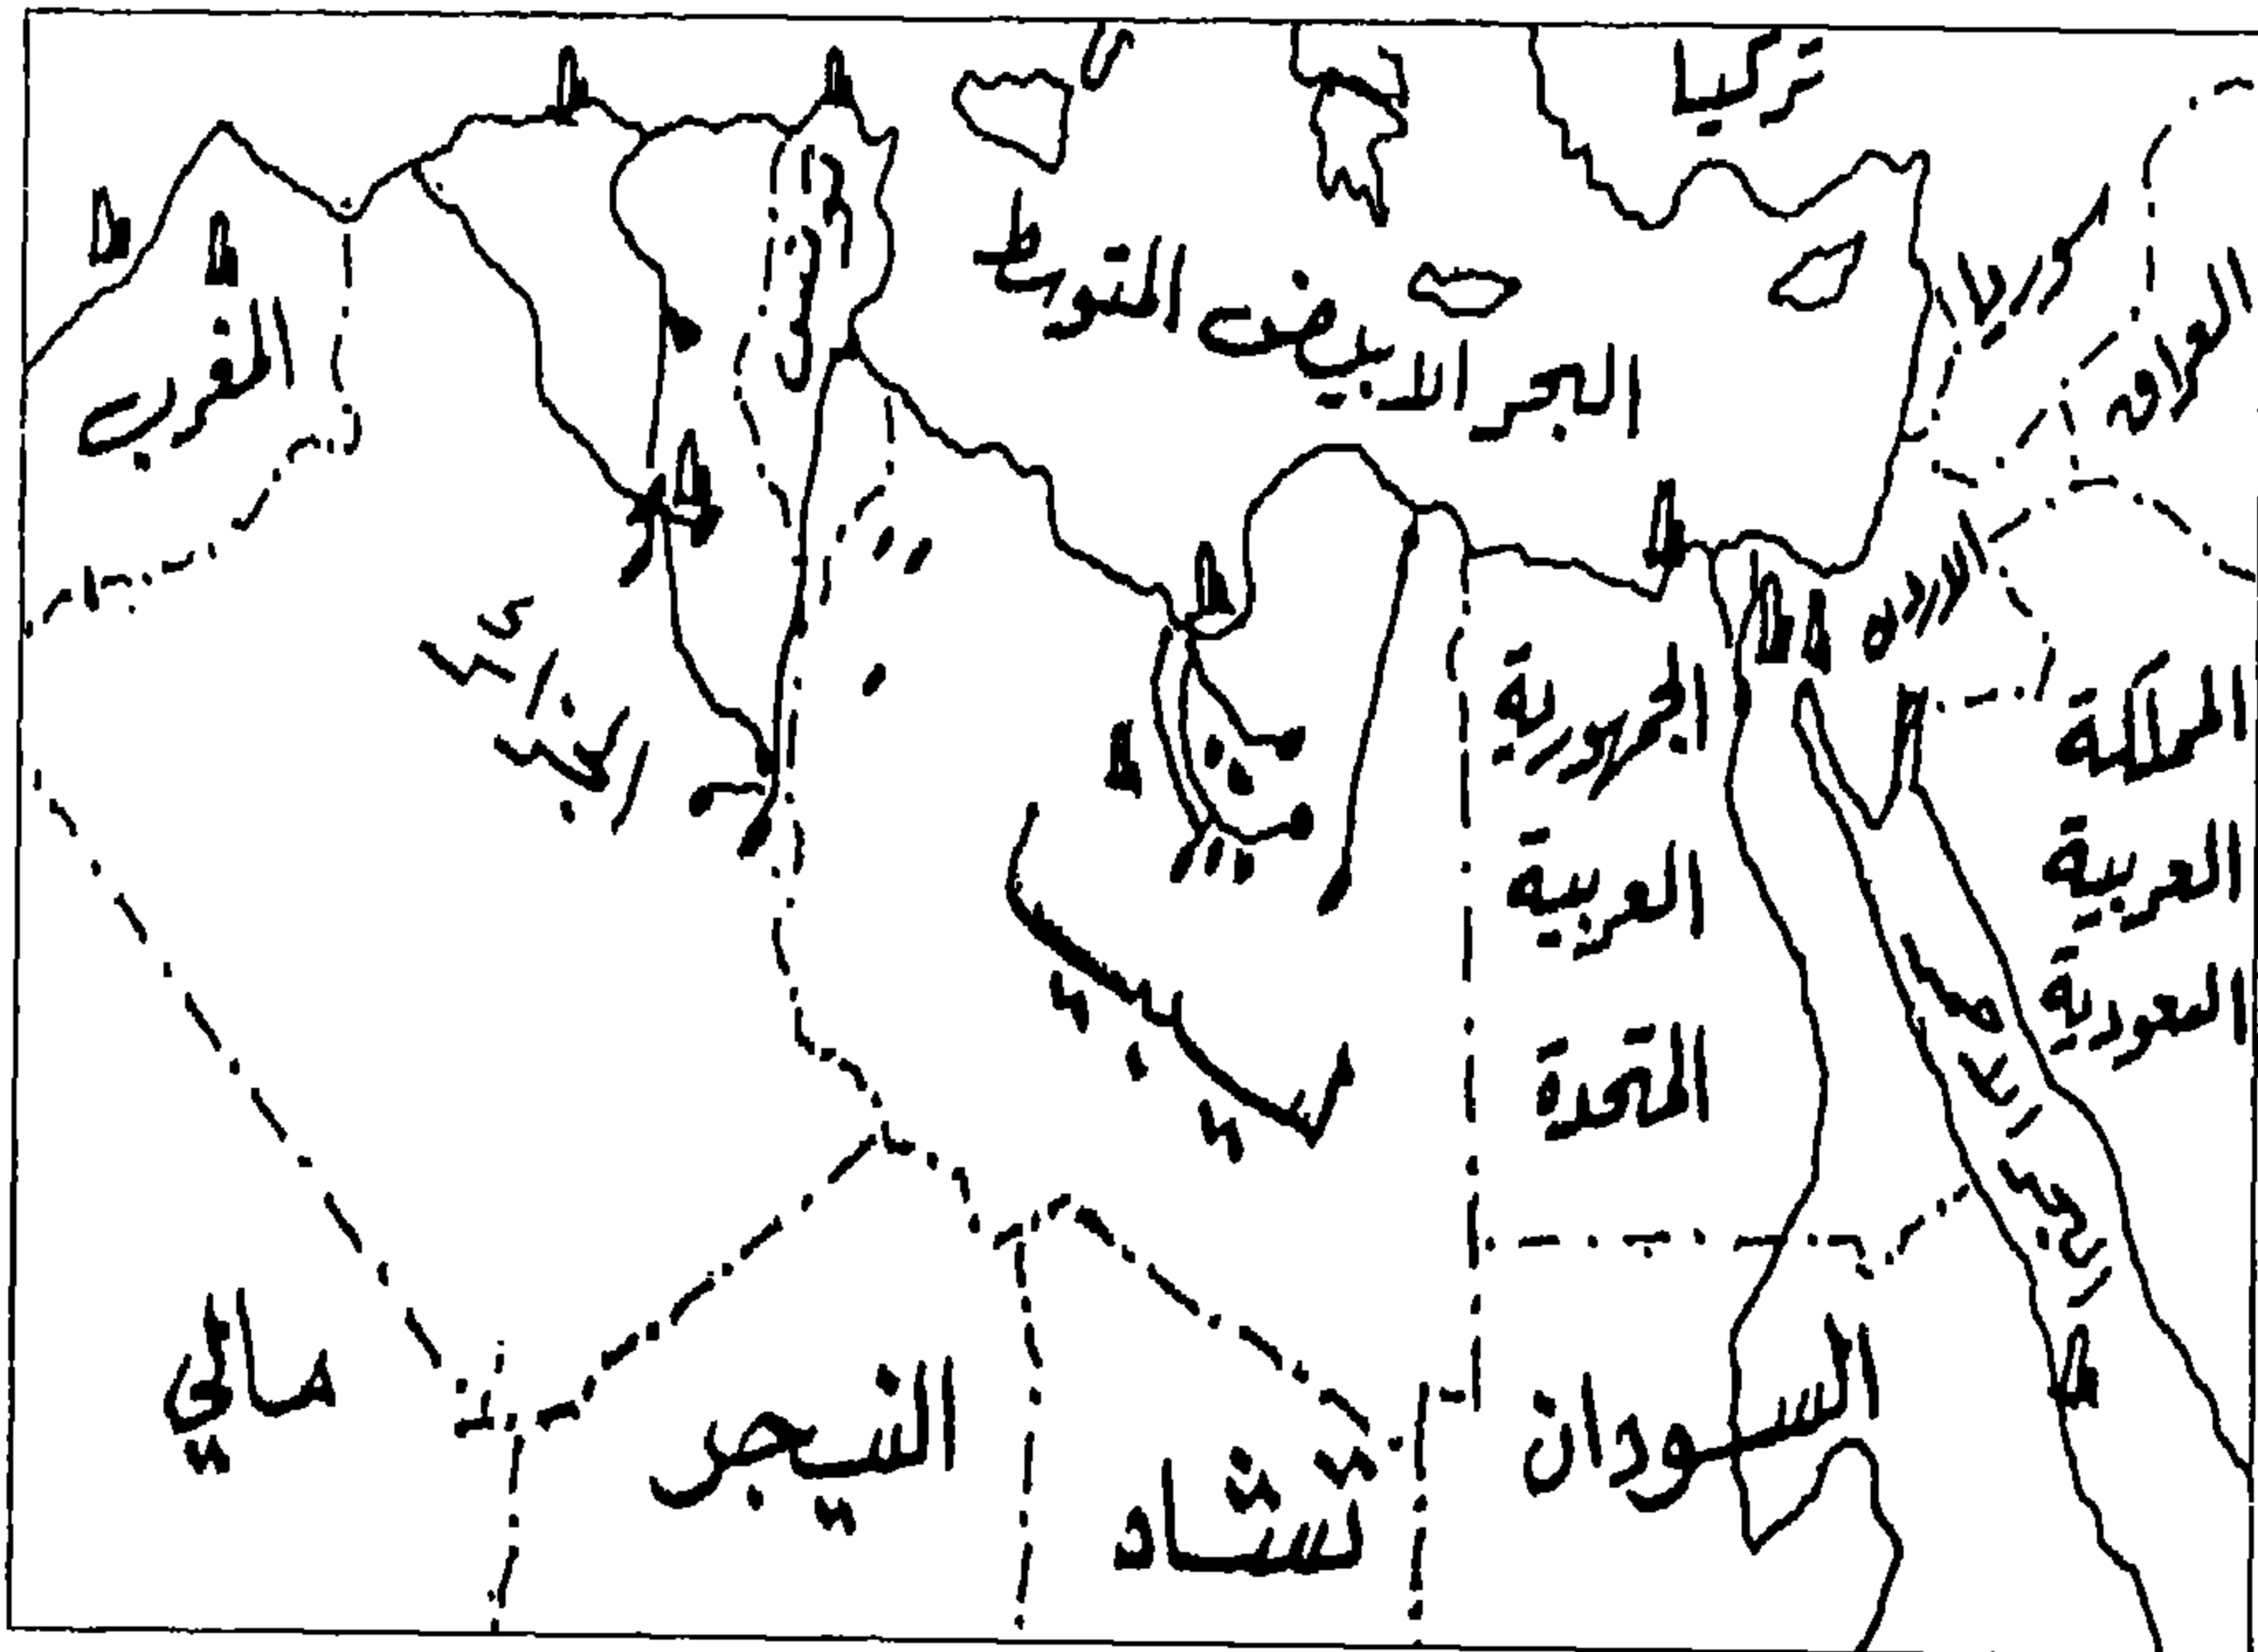 تركيا
سوريا
العراق
البحر الابيض المتوسط
تونس
المغرب
الجزائر
ليبيا
الجمهورية
العربية
المتحدة
الاردن
المملكة
العربية
السعودية
البحر الاحمر
مالي
النيجر
تشاد
السودان